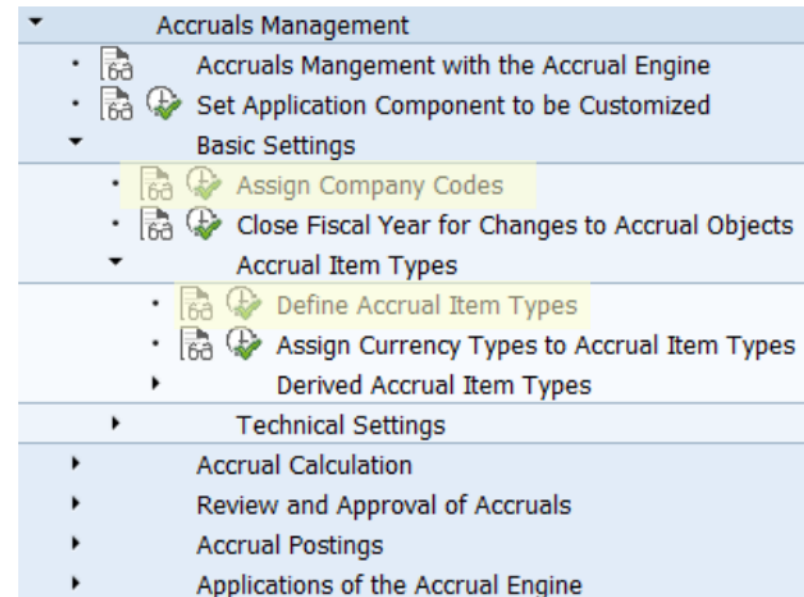 Accruals Management
Accruals Mangement with the Accrual Engine
Set Application Component to be Customized
Basic Settings
Assign Company Codes
Close Fiscal Year for Changes to Accrual Objects
Accrual Item Types
Define Accrual Item Types
Assign Currency Types to Accrual Item Types
Derived Accrual Item Types
Technical Settings
Accrual Calculation
Review and Approval of Accruals
Accrual Postings
Applications of the Accrual Engine